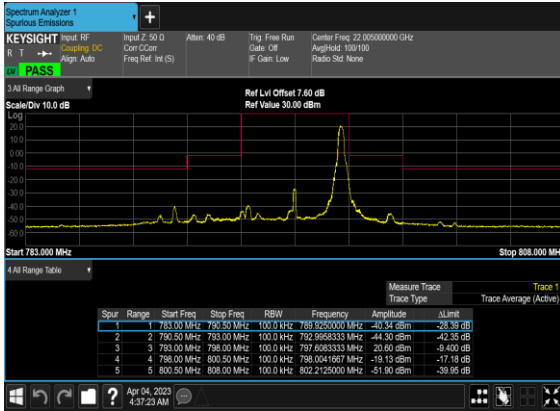 Spectrum Analyzer 1
Spurious Emissions
+
KEYSIGHT Input: RF Input Z: 50 Ω Atten: 40 dB Trig: Free Run Center Freq: 22.005000000 GHz
R T Coupling: DC Corr CCorr Gate: Off Avg|Hold: 100/100
Align: Auto Freq Ref: Int (S) IF Gain: Low Radio Std: None
PASS
3 All Range Graph
Ref Lvl Offset 7.60 dB
Scale/Div 10.0 dB Ref Value 30.00 dBm
Log
20.0
10.0
0.00
-10.0
-20.0
-30.0
-40.0
-50.0
-60.0
Start 783.000 MHz Stop 808.000 MH
4 All Range Table
Measure Trace Trace 1
Trace Type Trace Average (Active)
Spur Range Start Freq Stop Freq RBW Frequency Amplitude ΔLimit
1 1 783.00 MHz 790.50 MHz 100.0 kHz 789.9250000 MHz -40.34 dBm -28.39 dB
2 2 790.50 MHz 793.00 MHz 100.0 kHz 792.9958333 MHz -44.30 dBm -42.35 dB
3 3 793.00 MHz 798.00 MHz 100.0 kHz 797.6083333 MHz 20.60 dBm -9.400 dB
4 4 798.00 MHz 800.50 MHz 100.0 kHz 798.0041667 MHz -19.13 dBm -17.18 dB
5 5 800.50 MHz 808.00 MHz 100.0 kHz 802.2125000 MHz -51.90 dBm -39.95 dB
?
Apr 04, 2023
4:37:23 AM